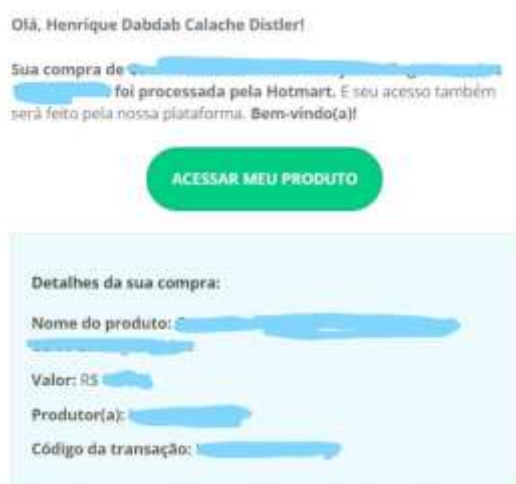 Olá, Henrique Dabdab Calache Distler!
Sua compra de
foi processada pela Hotmart. E seu acesso também
será feito pela nossa plataforma. Bem-vindo(a)!
ACESSAR MEU PRODUTO
Detalhes da sua compra:
Nome do produto:
Valor: R$
Produtor(a):
Código da transação: